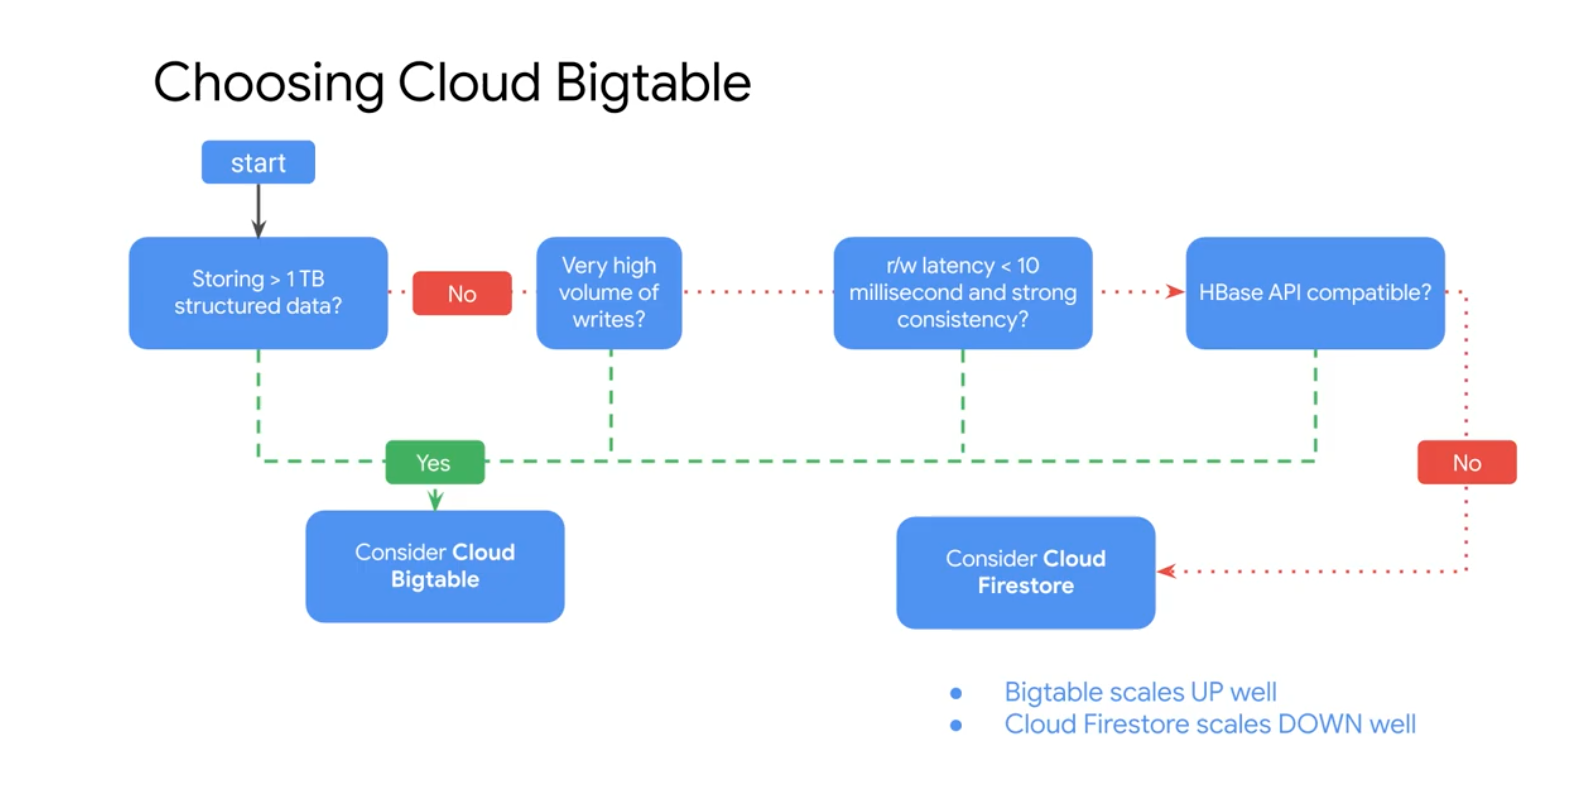 Choosing Cloud Bigtable
start
Storing > 1 TB
structured data?
No
Very high
volume of
writes?
r/w latency < 10
millisecond and strong
consistency?
HBase API compatible?
Yes
No
Consider Cloud
Bigtable
Consider Cloud
Firestore
● Bigtable scales UP well
● Cloud Firestore scales DOWN well